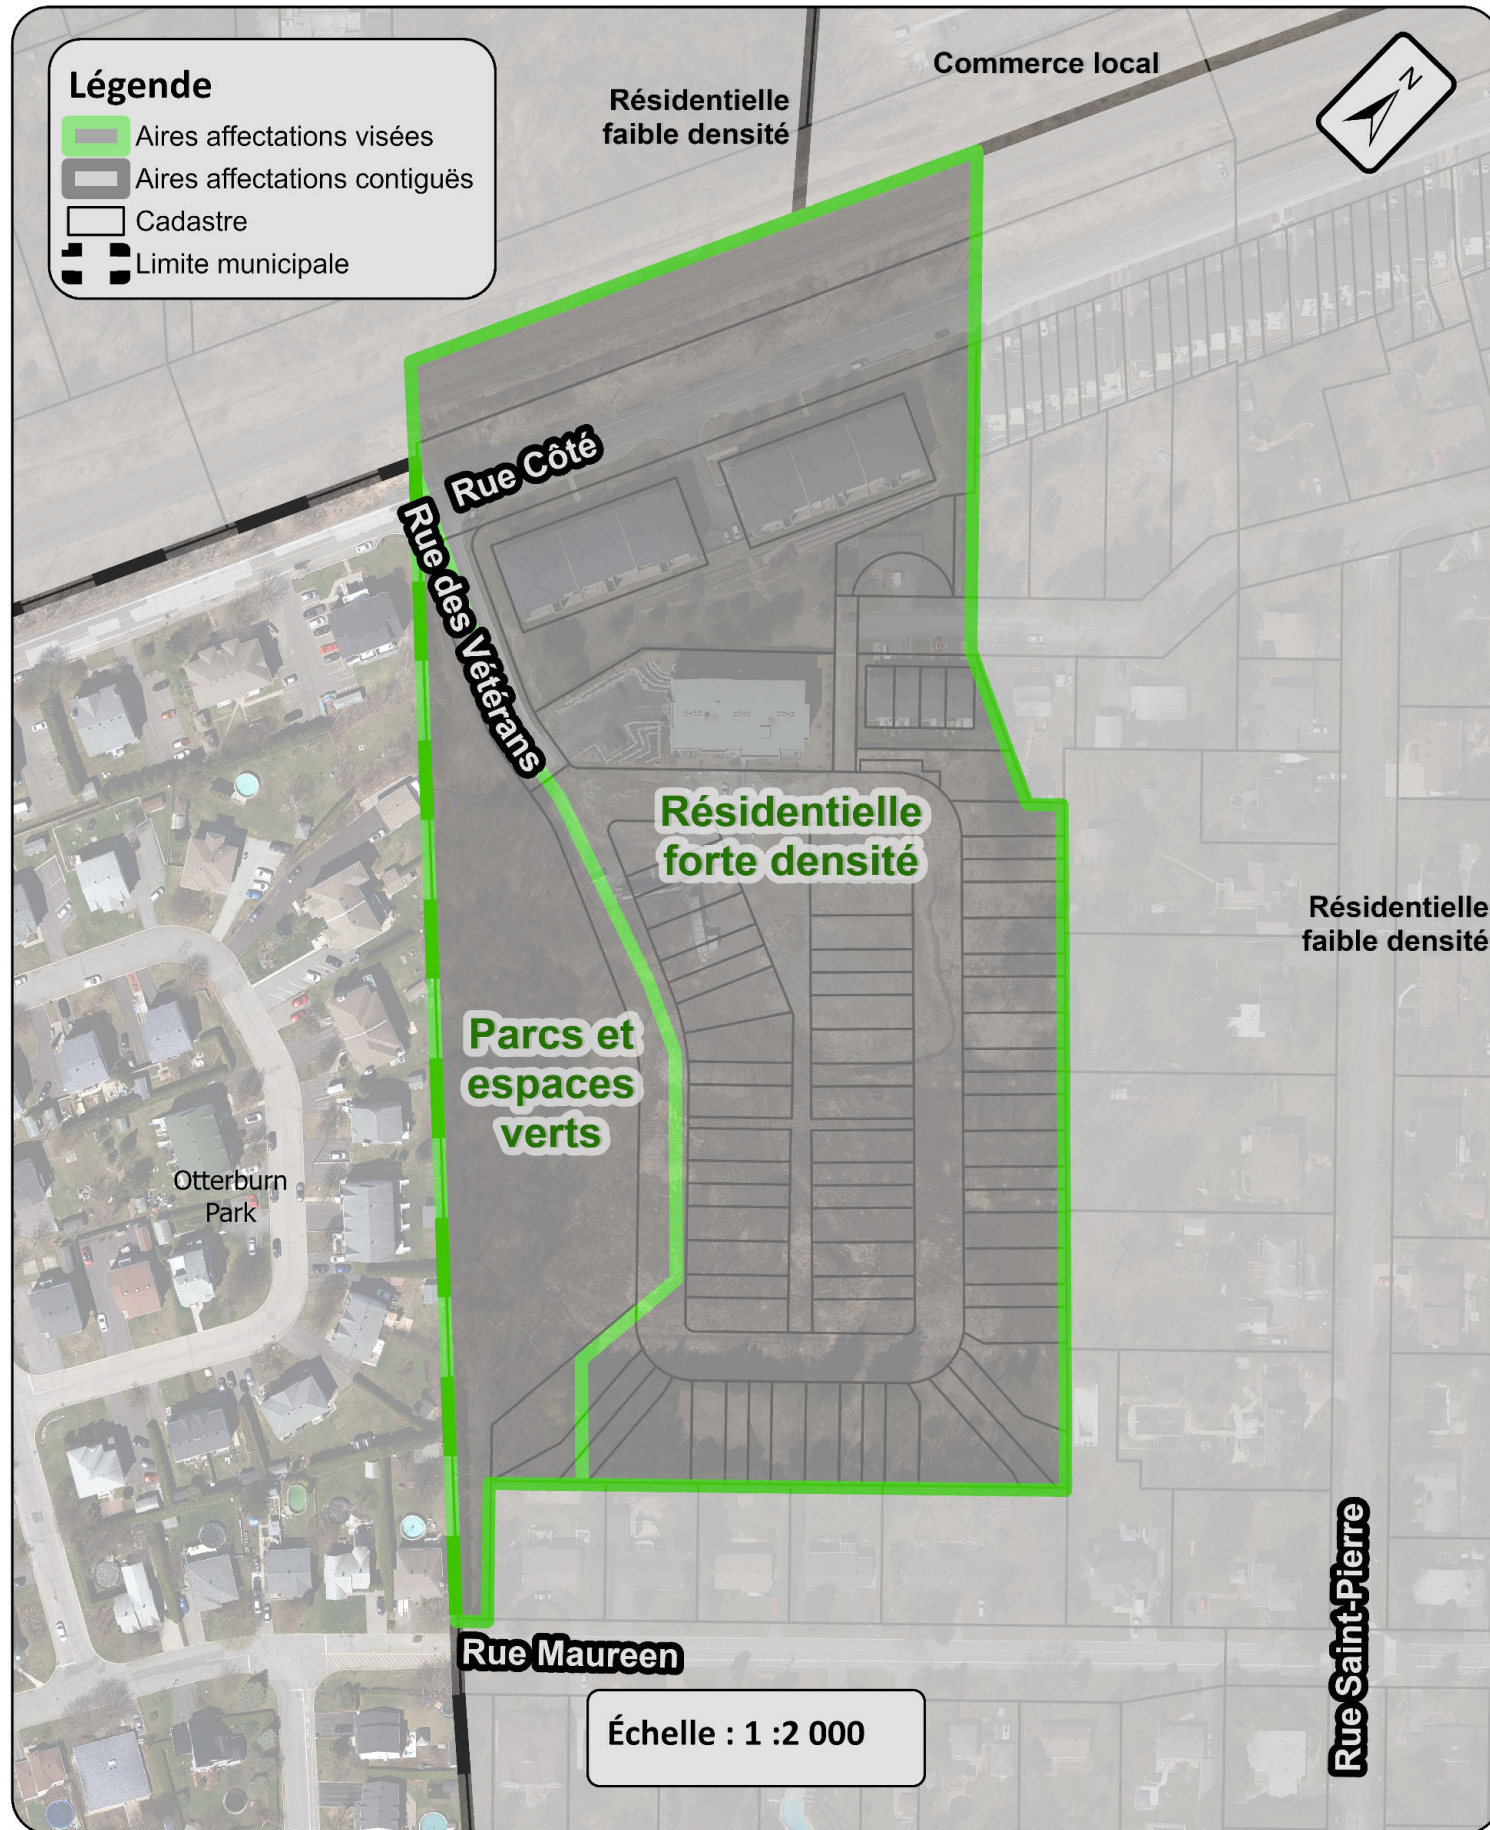 Légende
Aires affectations visées
Aires affectations contiguës
Cadastre
Limite municipale
Résidentielle
faible densité
Commerce local
N
Rue Côté
Rue des Vétérans
Résidentielle
forte densité
Résidentielle
faible densité
Parcs et
espaces
verts
Otterburn
Park
Rue Maureen
Rue Saint-Pierre
Échelle : 1 :2 000